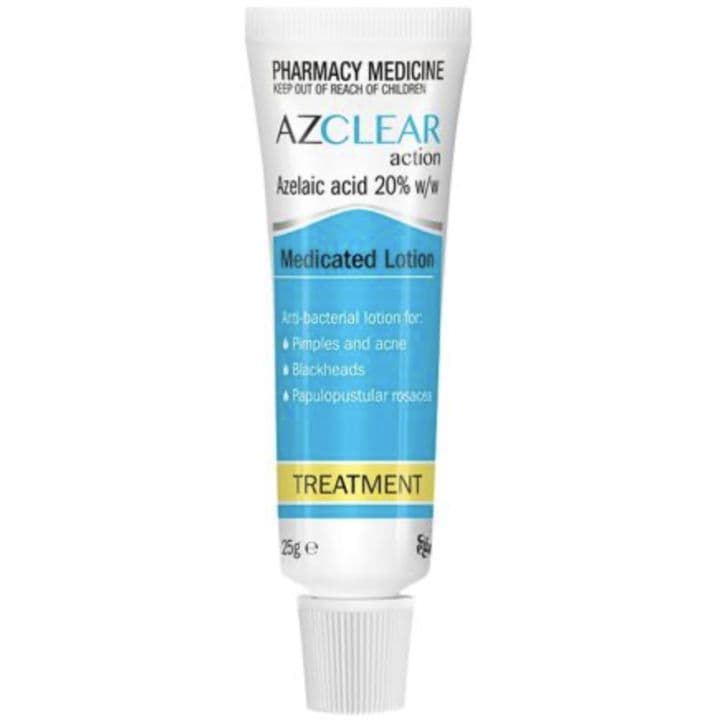 PHARMACY MEDICINE
KEEP OUT OF REACH OF CHILDREN
AZCLEAR
action
Azelaic acid 20% w/w
Medicated Lotion
Anti-bacterial lotion for:
Pimples and acne
Blackheads
Papulopustular rosacea
TREATMENT
25g e